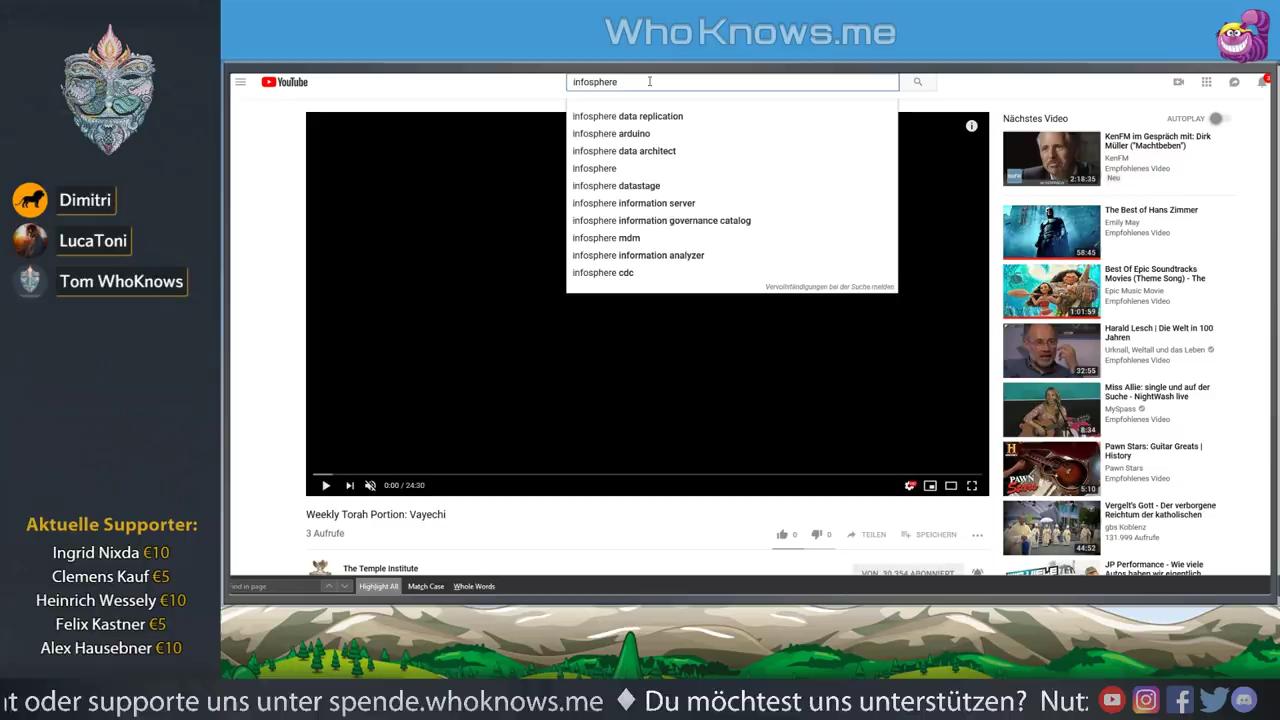 WhoKnows.me
YouTube
infosphere
infosphere data replication
infosphere arduino
infosphere data architect
infosphere
infosphere datastage
infosphere information server
infosphere information governance catalog
infosphere mdm
infosphere information analyzer
infosphere cdc
Vervollständigungen bei der Suche melden
0:00 / 24:30
Weekly Torah Portion: Vayechi
3 Aufrufe
0
0
TEILEN
SPEICHERN
The Temple Institute
VON 30.354 ABONNIERT
Nächstes Video
AUTOPLAY
KenFM im Gespräch mit: Dirk
Müller ("Machtbeben")
KenFM
Empfohlenes Video
Neu
2:18:35
The Best of Hans Zimmer
Emily May
Empfohlenes Video
58:45
Best Of Epic Soundtracks
Movies (Theme Song) - The
Epic Music Movie
Empfohlenes Video
1:01:59
Harald Lesch | Die Welt in 100
Jahren
Urknall, Weltall und das Leben
Empfohlenes Video
32:55
Miss Allie: single und auf der
Suche - NightWash live
MySpass
Empfohlenes Video
8:34
Pawn Stars: Guitar Greats |
History
Pawn Stars
Empfohlenes Video
5:10
Vergelt's Gott - Der verborgene
Reichtum der katholischen
gbs Koblenz
131.999 Aufrufe
44:52
JP Performance - Wie viele
Autos haben wir eigentlich
Find in page
Highlight All
Match Case
Whole Words
Dimitri
LucaToni
Tom WhoKnows
Aktuelle Supporter:
Ingrid Nixda €10
Clemens Kauf €5
Heinrich Wessely €10
Felix Kastner €5
Alex Hausebner €10
t oder supporte uns unter spende.whoknows.me ♦ Du möchtest uns unterstützen? Nut